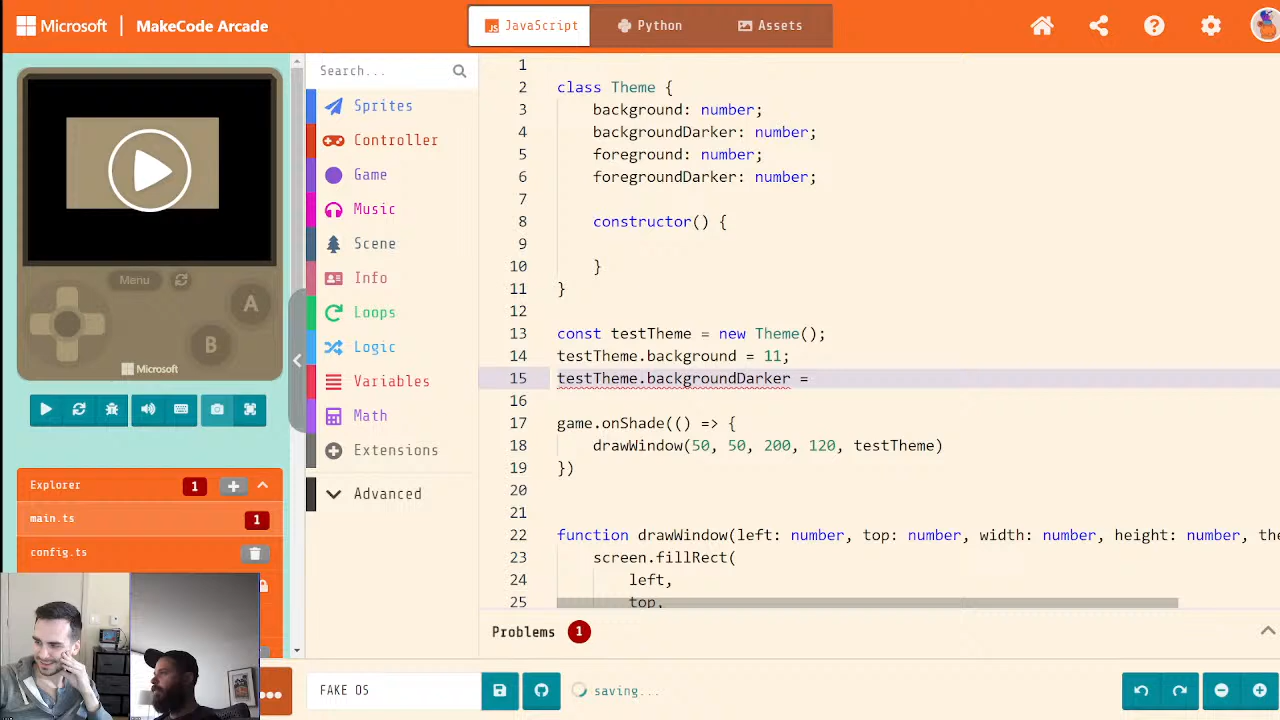 Microsoft MakeCode Arcade JavaScript Python Assets
Search...
Sprites
Controller
Game
Music
Scene
Info
Loops
Logic
Variables
Math
Extensions
Advanced
Menu
A
B
Microsoft
Explorer 1
main.ts 1
config.ts
1
2 class Theme {
3 background: number;
4 backgroundDarker: number;
5 foreground: number;
6 foregroundDarker: number;
7
8 constructor() {
9
10 }
11 }
12
13 const testTheme = new Theme();
14 testTheme.background = 11;
15 testTheme.backgroundDarker =
16
17 game.onShade(() => {
18 drawWindow(50, 50, 200, 120, testTheme)
19 })
20
21
22 function drawWindow(left: number, top: number, width: number, height: number, the
23 screen.fillRect(
24 left,
25 top,
Problems 1
FAKE OS
saving...